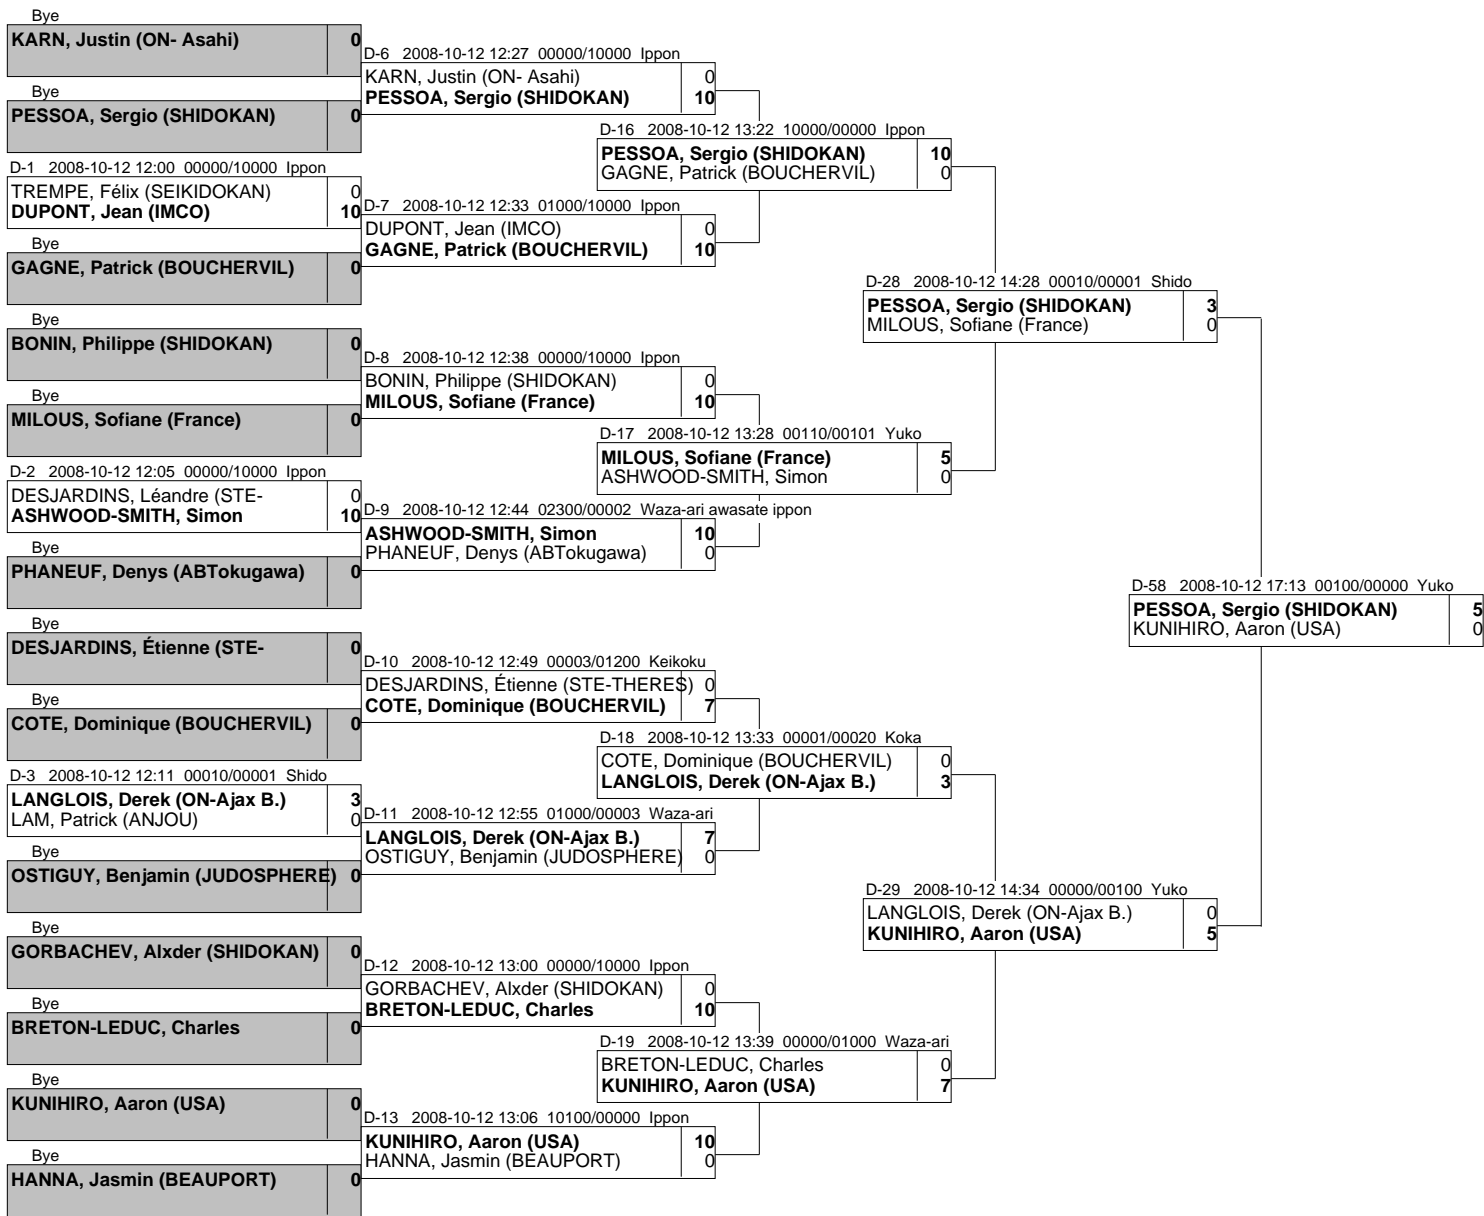 Bye
KARN, Justin (ON- Asahi) 0
Bye
PESSOA, Sergio (SHIDOKAN) 0
D-1 2008-10-12 12:00 00000/10000 Ippon
TREMPE, Félix (SEIKIDOKAN) 0
DUPONT, Jean (IMCO) 10
Bye
GAGNE, Patrick (BOUCHERVIL) 0
Bye
BONIN, Philippe (SHIDOKAN) 0
Bye
MILOUS, Sofiane (France) 0
D-2 2008-10-12 12:05 00000/10000 Ippon
DESJARDINS, Léandre (STE- 0
ASHWOOD-SMITH, Simon 10
Bye
PHANEUF, Denys (ABTokugawa) 0
Bye
DESJARDINS, Étienne (STE- 0
Bye
COTE, Dominique (BOUCHERVIL) 0
D-3 2008-10-12 12:11 00010/00001 Shido
LANGLOIS, Derek (ON-Ajax B.) 3
LAM, Patrick (ANJOU) 0
Bye
OSTIGUY, Benjamin (JUDOSPHERE) 0
Bye
GORBACHEV, Alxder (SHIDOKAN) 0
Bye
BRETON-LEDUC, Charles 0
Bye
KUNIHIRO, Aaron (USA) 0
Bye
HANNA, Jasmin (BEAUPORT) 0
D-6 2008-10-12 12:27 00000/10000 Ippon
KARN, Justin (ON- Asahi) 0
PESSOA, Sergio (SHIDOKAN) 10
D-7 2008-10-12 12:33 01000/10000 Ippon
DUPONT, Jean (IMCO) 0
GAGNE, Patrick (BOUCHERVIL) 10
D-8 2008-10-12 12:38 00000/10000 Ippon
BONIN, Philippe (SHIDOKAN) 0
MILOUS, Sofiane (France) 10
D-9 2008-10-12 12:44 02300/00002 Waza-ari awasate ippon
ASHWOOD-SMITH, Simon 10
PHANEUF, Denys (ABTokugawa) 0
D-10 2008-10-12 12:49 00003/01200 Keikoku
DESJARDINS, Étienne (STE-THERES) 0
COTE, Dominique (BOUCHERVIL) 7
D-11 2008-10-12 12:55 01000/00003 Waza-ari
LANGLOIS, Derek (ON-Ajax B.) 7
OSTIGUY, Benjamin (JUDOSPHERE) 0
D-12 2008-10-12 13:00 00000/10000 Ippon
GORBACHEV, Alxder (SHIDOKAN) 0
BRETON-LEDUC, Charles 10
D-13 2008-10-12 13:06 10100/00000 Ippon
KUNIHIRO, Aaron (USA) 10
HANNA, Jasmin (BEAUPORT) 0
D-16 2008-10-12 13:22 10000/00000 Ippon
PESSOA, Sergio (SHIDOKAN) 10
GAGNE, Patrick (BOUCHERVIL) 0
D-17 2008-10-12 13:28 00110/00101 Yuko
MILOUS, Sofiane (France) 5
ASHWOOD-SMITH, Simon 0
D-18 2008-10-12 13:33 00001/00020 Koka
COTE, Dominique (BOUCHERVIL) 0
LANGLOIS, Derek (ON-Ajax B.) 3
D-19 2008-10-12 13:39 00000/01000 Waza-ari
BRETON-LEDUC, Charles 0
KUNIHIRO, Aaron (USA) 7
D-28 2008-10-12 14:28 00010/00001 Shido
PESSOA, Sergio (SHIDOKAN) 3
MILOUS, Sofiane (France) 0
D-29 2008-10-12 14:34 00000/00100 Yuko
LANGLOIS, Derek (ON-Ajax B.) 0
KUNIHIRO, Aaron (USA) 5
D-58 2008-10-12 17:13 00100/00000 Yuko
PESSOA, Sergio (SHIDOKAN) 5
KUNIHIRO, Aaron (USA) 0